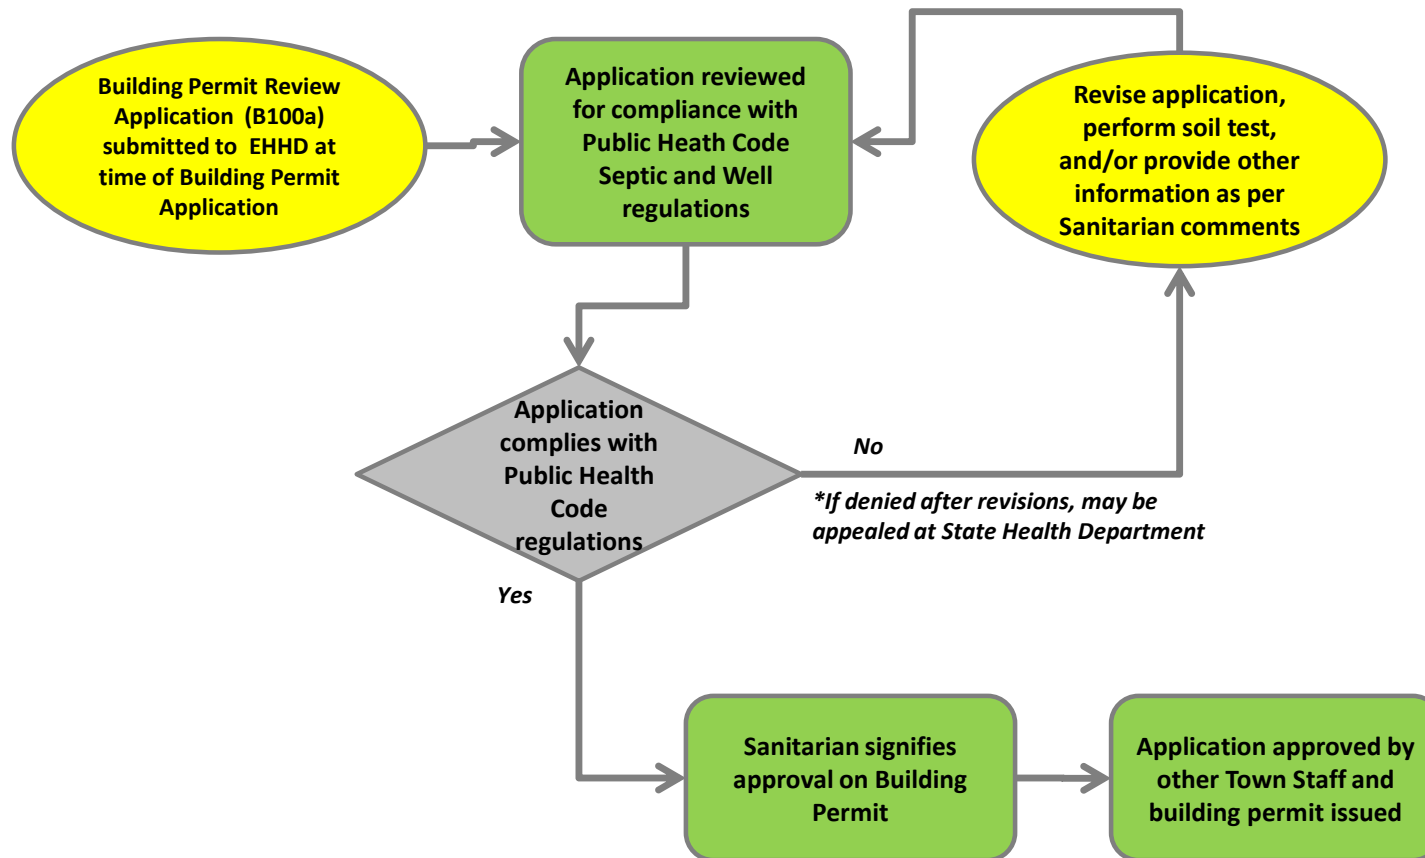 Building Permit Review
Application (B100a)
submitted to EHHD at
time of Building Permit
Application
Application reviewed
for compliance with
Public Heath Code
Septic and Well
regulations
Revise application,
perform soil test,
and/or provide other
information as per
Sanitarian comments
Application
complies with
Public Health
Code
regulations
No
*If denied after revisions, may be
appealed at State Health Department
Yes
Sanitarian signifies
approval on Building
Permit
Application approved by
other Town Staff and
building permit issued